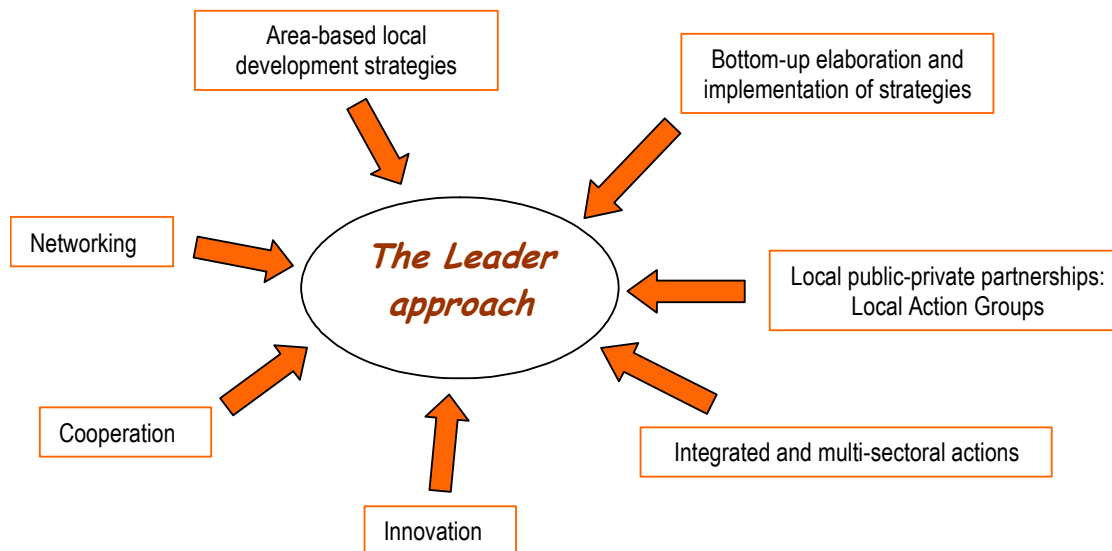 Area-based local
development strategies
Bottom-up elaboration and
implementation of strategies
Networking
The Leader
approach
Local public-private partnerships:
Local Action Groups
Cooperation
Integrated and multi-sectoral actions
Innovation